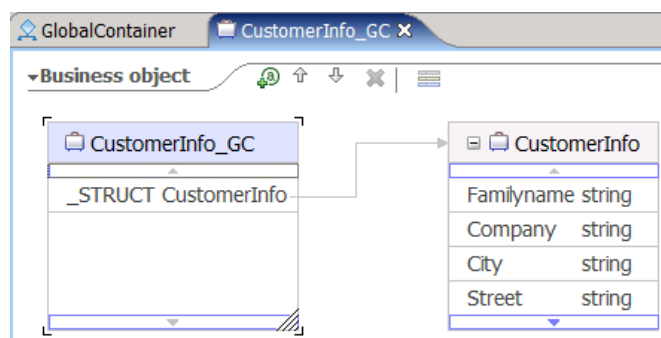 GlobalContainer CustomerInfo_GC
Business object
CustomerInfo_GC
_STRUCT CustomerInfo
CustomerInfo
Familyname string
Company string
City string
Street string